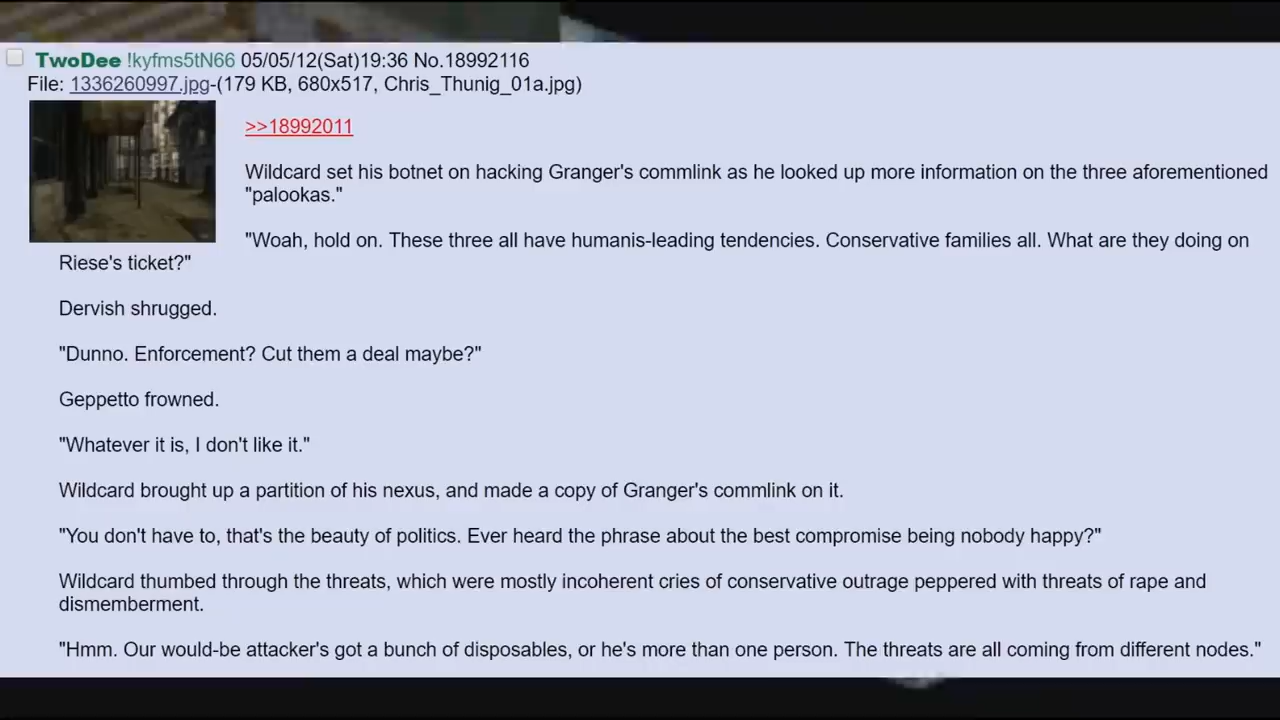 TwoDee !kyfms5tN66 05/05/12(Sat)19:36 No.18992116
File: 1336260997.jpg-(179 KB, 680x517, Chris_Thunig_01a.jpg)
>>18992011
Wildcard set his botnet on hacking Granger's commlink as he looked up more information on the three aforementioned
"palookas."
"Woah, hold on. These three all have humanis-leading tendencies. Conservative families all. What are they doing on
Riese's ticket?"
Dervish shrugged.
"Dunno. Enforcement? Cut them a deal maybe?"
Geppetto frowned.
"Whatever it is, I don't like it."
Wildcard brought up a partition of his nexus, and made a copy of Granger's commlink on it.
"You don't have to, that's the beauty of politics. Ever heard the phrase about the best compromise being nobody happy?"
Wildcard thumbed through the threats, which were mostly incoherent cries of conservative outrage peppered with threats of rape and
dismemberment.
"Hmm. Our would-be attacker's got a bunch of disposables, or he's more than one person. The threats are all coming from different nodes."